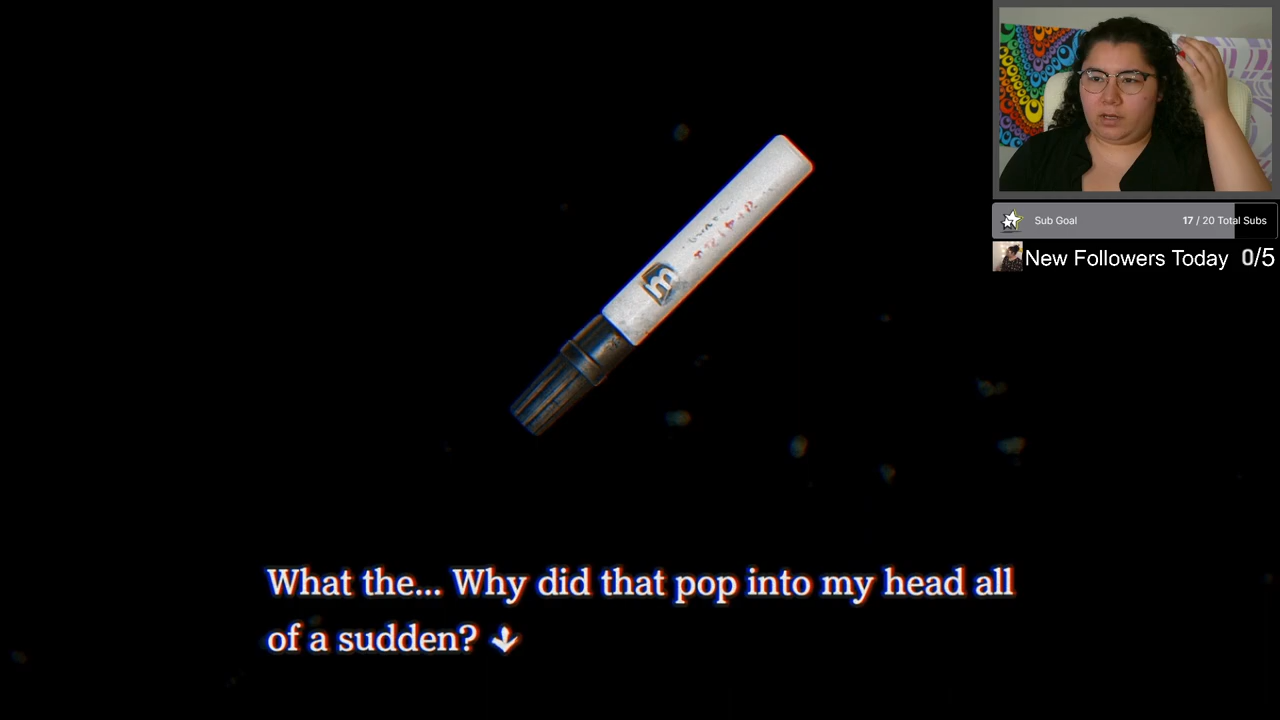 Sub Goal 17 / 20 Total Subs
New Followers Today 0/5
m
What the... Why did that pop into my head all
of a sudden?